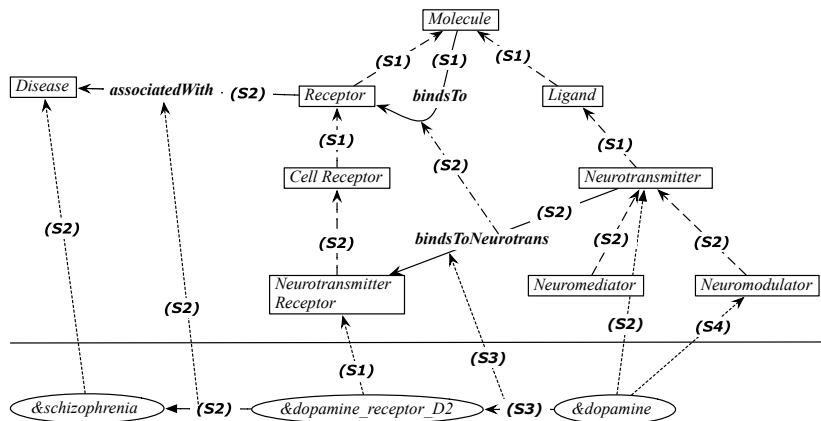 Molecule
(S1)
(S1)
(S1)
Disease
associatedWith
(S2)
Receptor
bindsTo
Ligand
(S1)
(S1)
(S2)
Cell Receptor
Neurotransmitter
(S2)
(S2)
(S2)
bindsToNeurotrans
(S2)
(S2)
Neurotransmitter
Receptor
Neuromediator
Neuromodulator
(S2)
(S2)
(S4)
(S3)
(S1)
&schizophrenia
(S2)
&dopamine_receptor_D2
(S3)
&dopamine